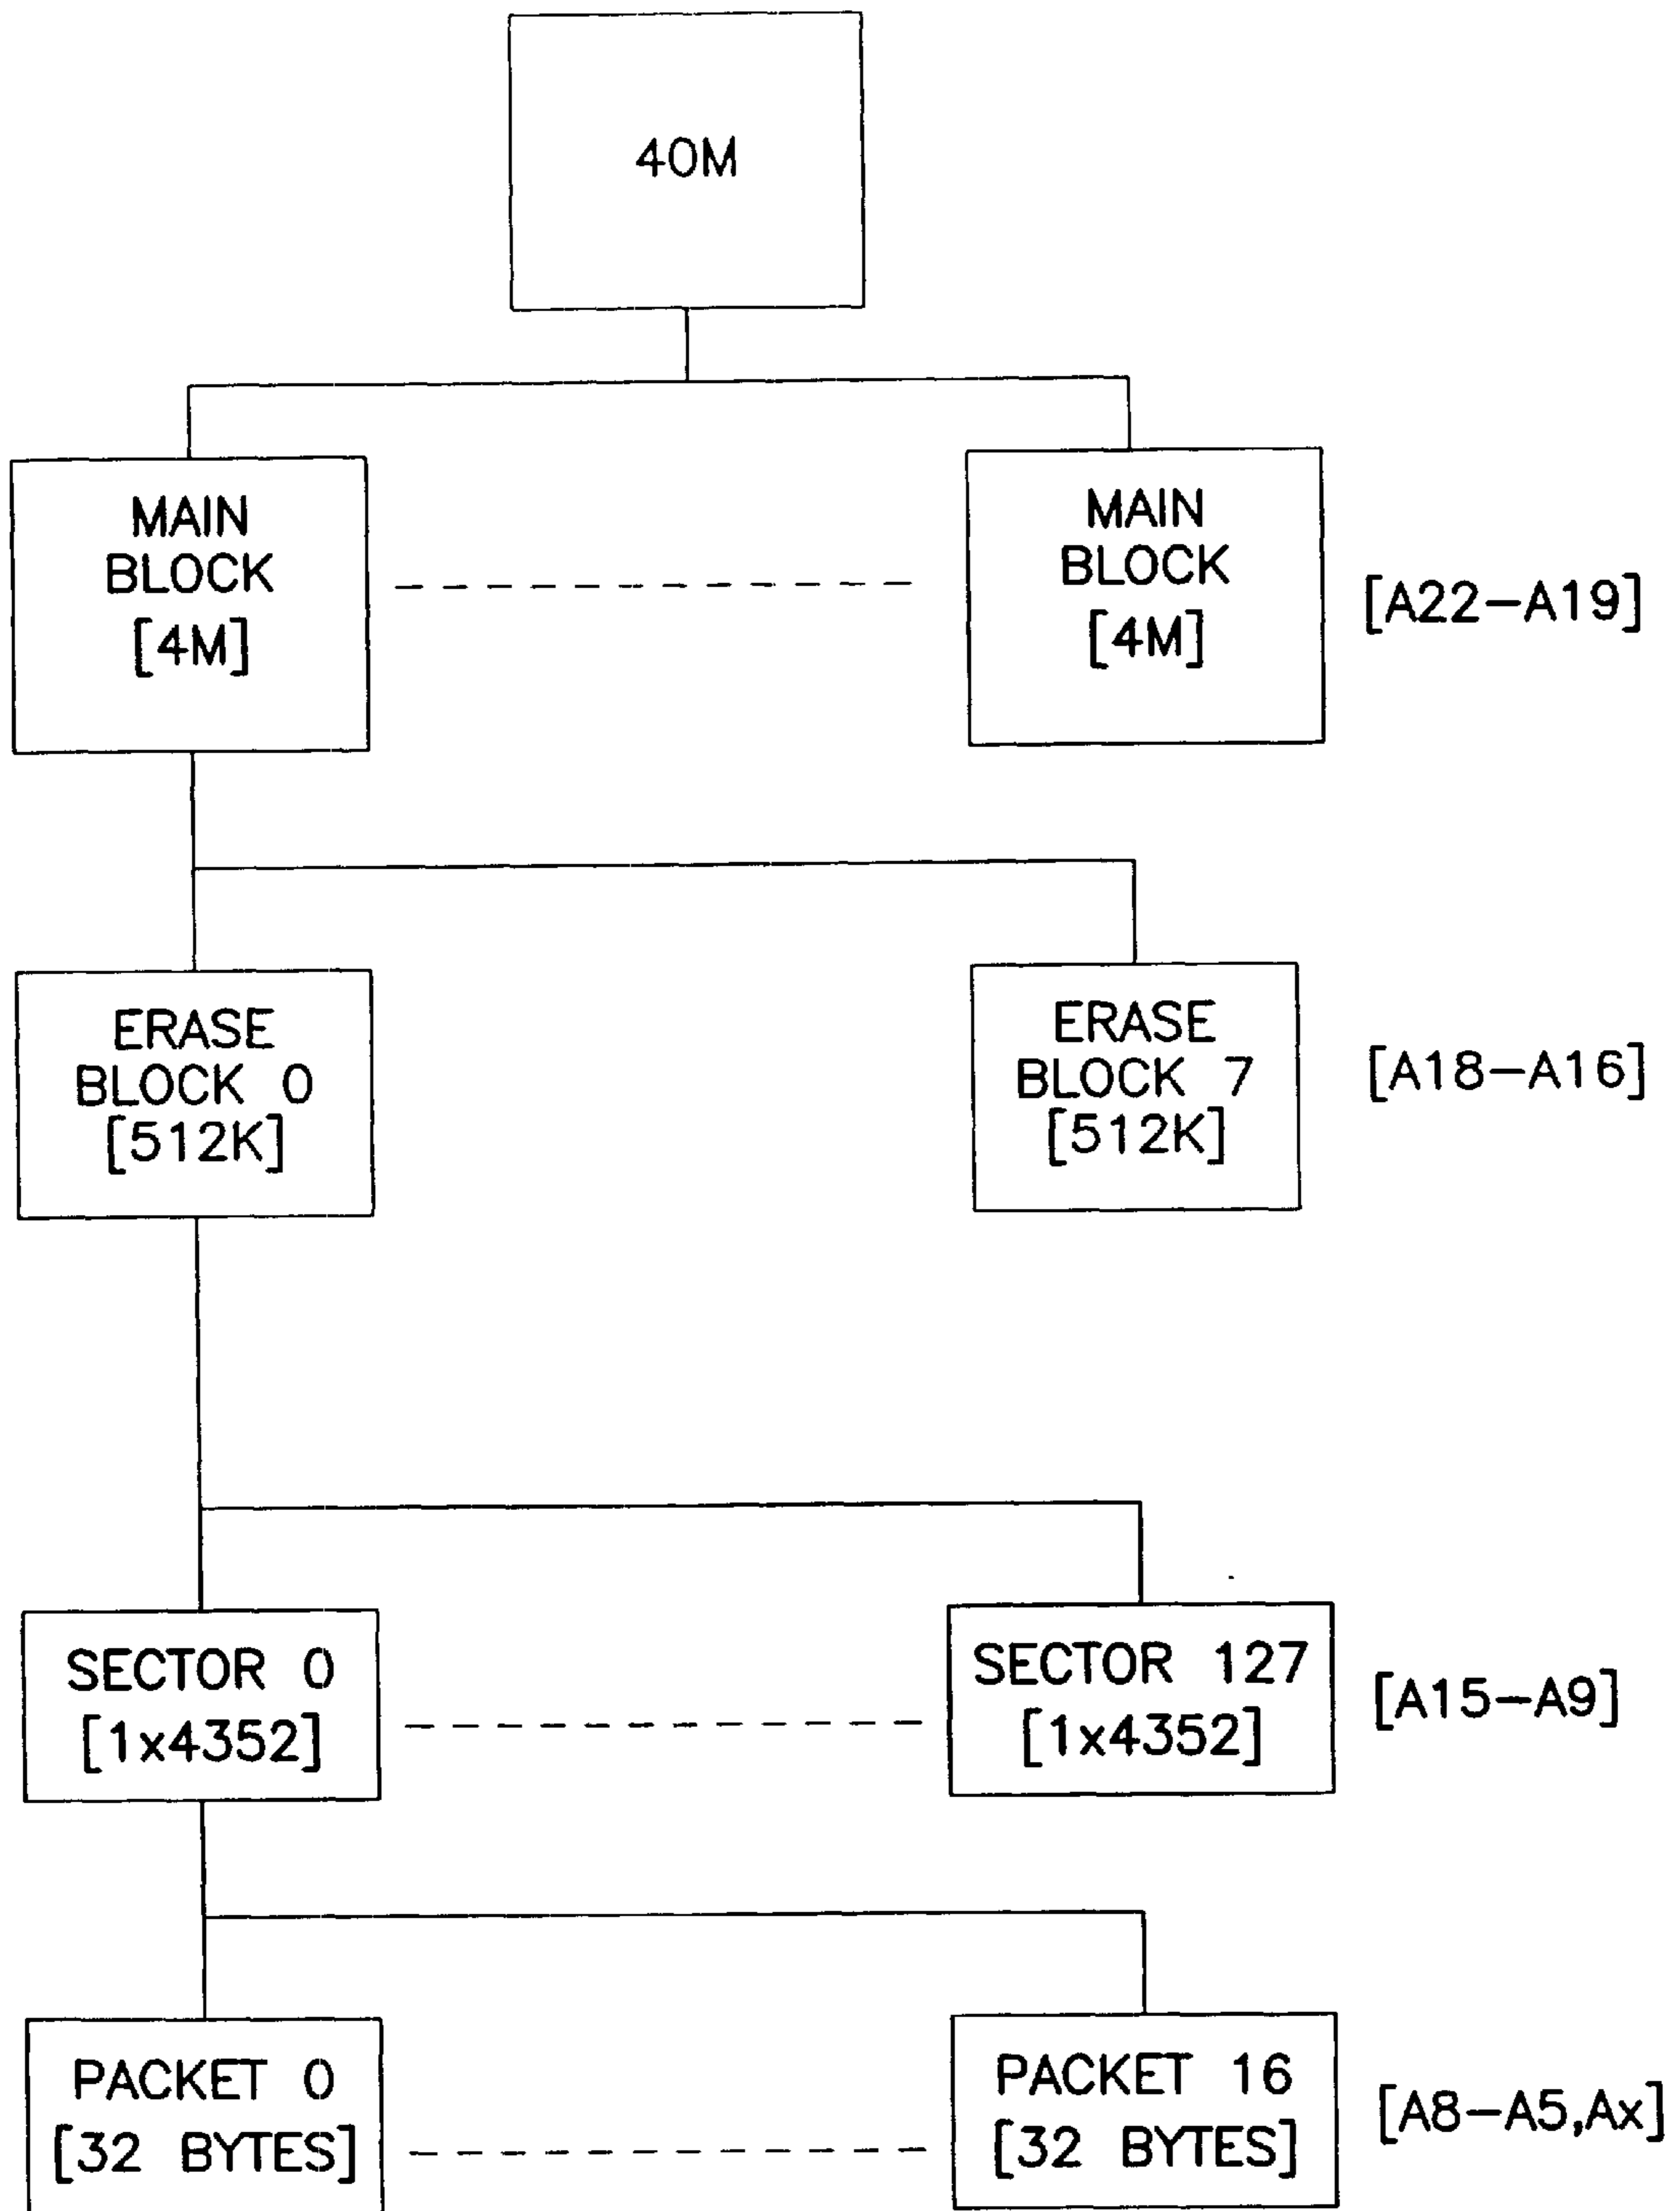 40M
MAIN
BLOCK
[4M]
MAIN
BLOCK
[4M]
[A22-A19]
ERASE
BLOCK 0
[512K]
ERASE
BLOCK 7
[512K]
[A18-A16]
SECTOR 0
[1x4352]
SECTOR 127
[1x4352]
[A15-A9]
PACKET 0
[32 BYTES]
PACKET 16
[32 BYTES]
[A8-A5,Ax]